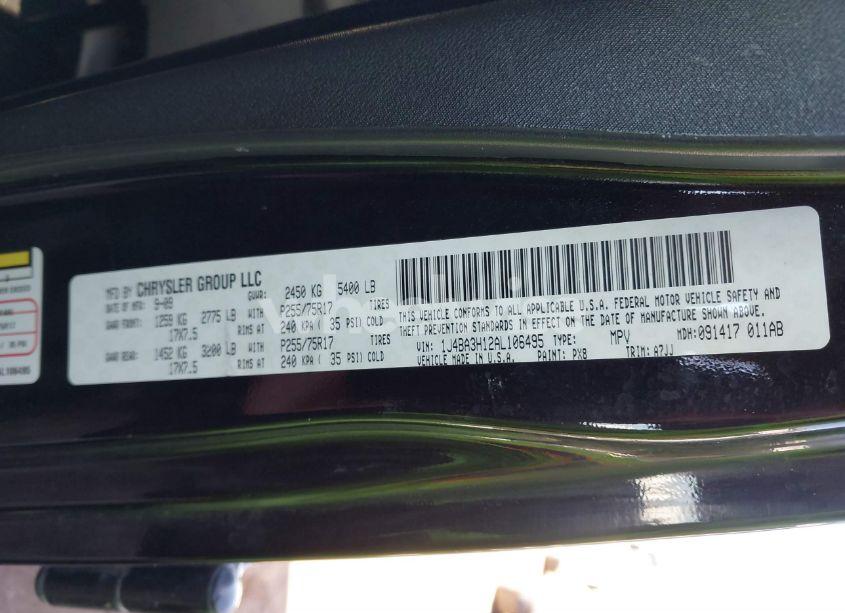 MFD BY CHRYSLER GROUP LLC
DATE OF MFR: 9-09 GVWR: 2450 KG 5400 LB
GAWR FRONT: 1259 KG 2775 LB WITH P255/75R17 TIRES
17X7.5 RIMS AT 240 KPA ( 35 PSI) COLD
GAWR REAR: 1452 KG 3200 LB WITH P255/75R17 TIRES
17X7.5 RIMS AT 240 KPA ( 35 PSI) COLD
THIS VEHICLE CONFORMS TO ALL APPLICABLE U.S.A. FEDERAL MOTOR VEHICLE SAFETY AND
THEFT PREVENTION STANDARDS IN EFFECT ON THE DATE OF MANUFACTURE SHOWN ABOVE.
VIN: 1J4BA3H12AL106495 TYPE: MPV MDH: 091417 011AB
VEHICLE MADE IN U.S.A. PAINT: PX8 TRIM: A7JJ